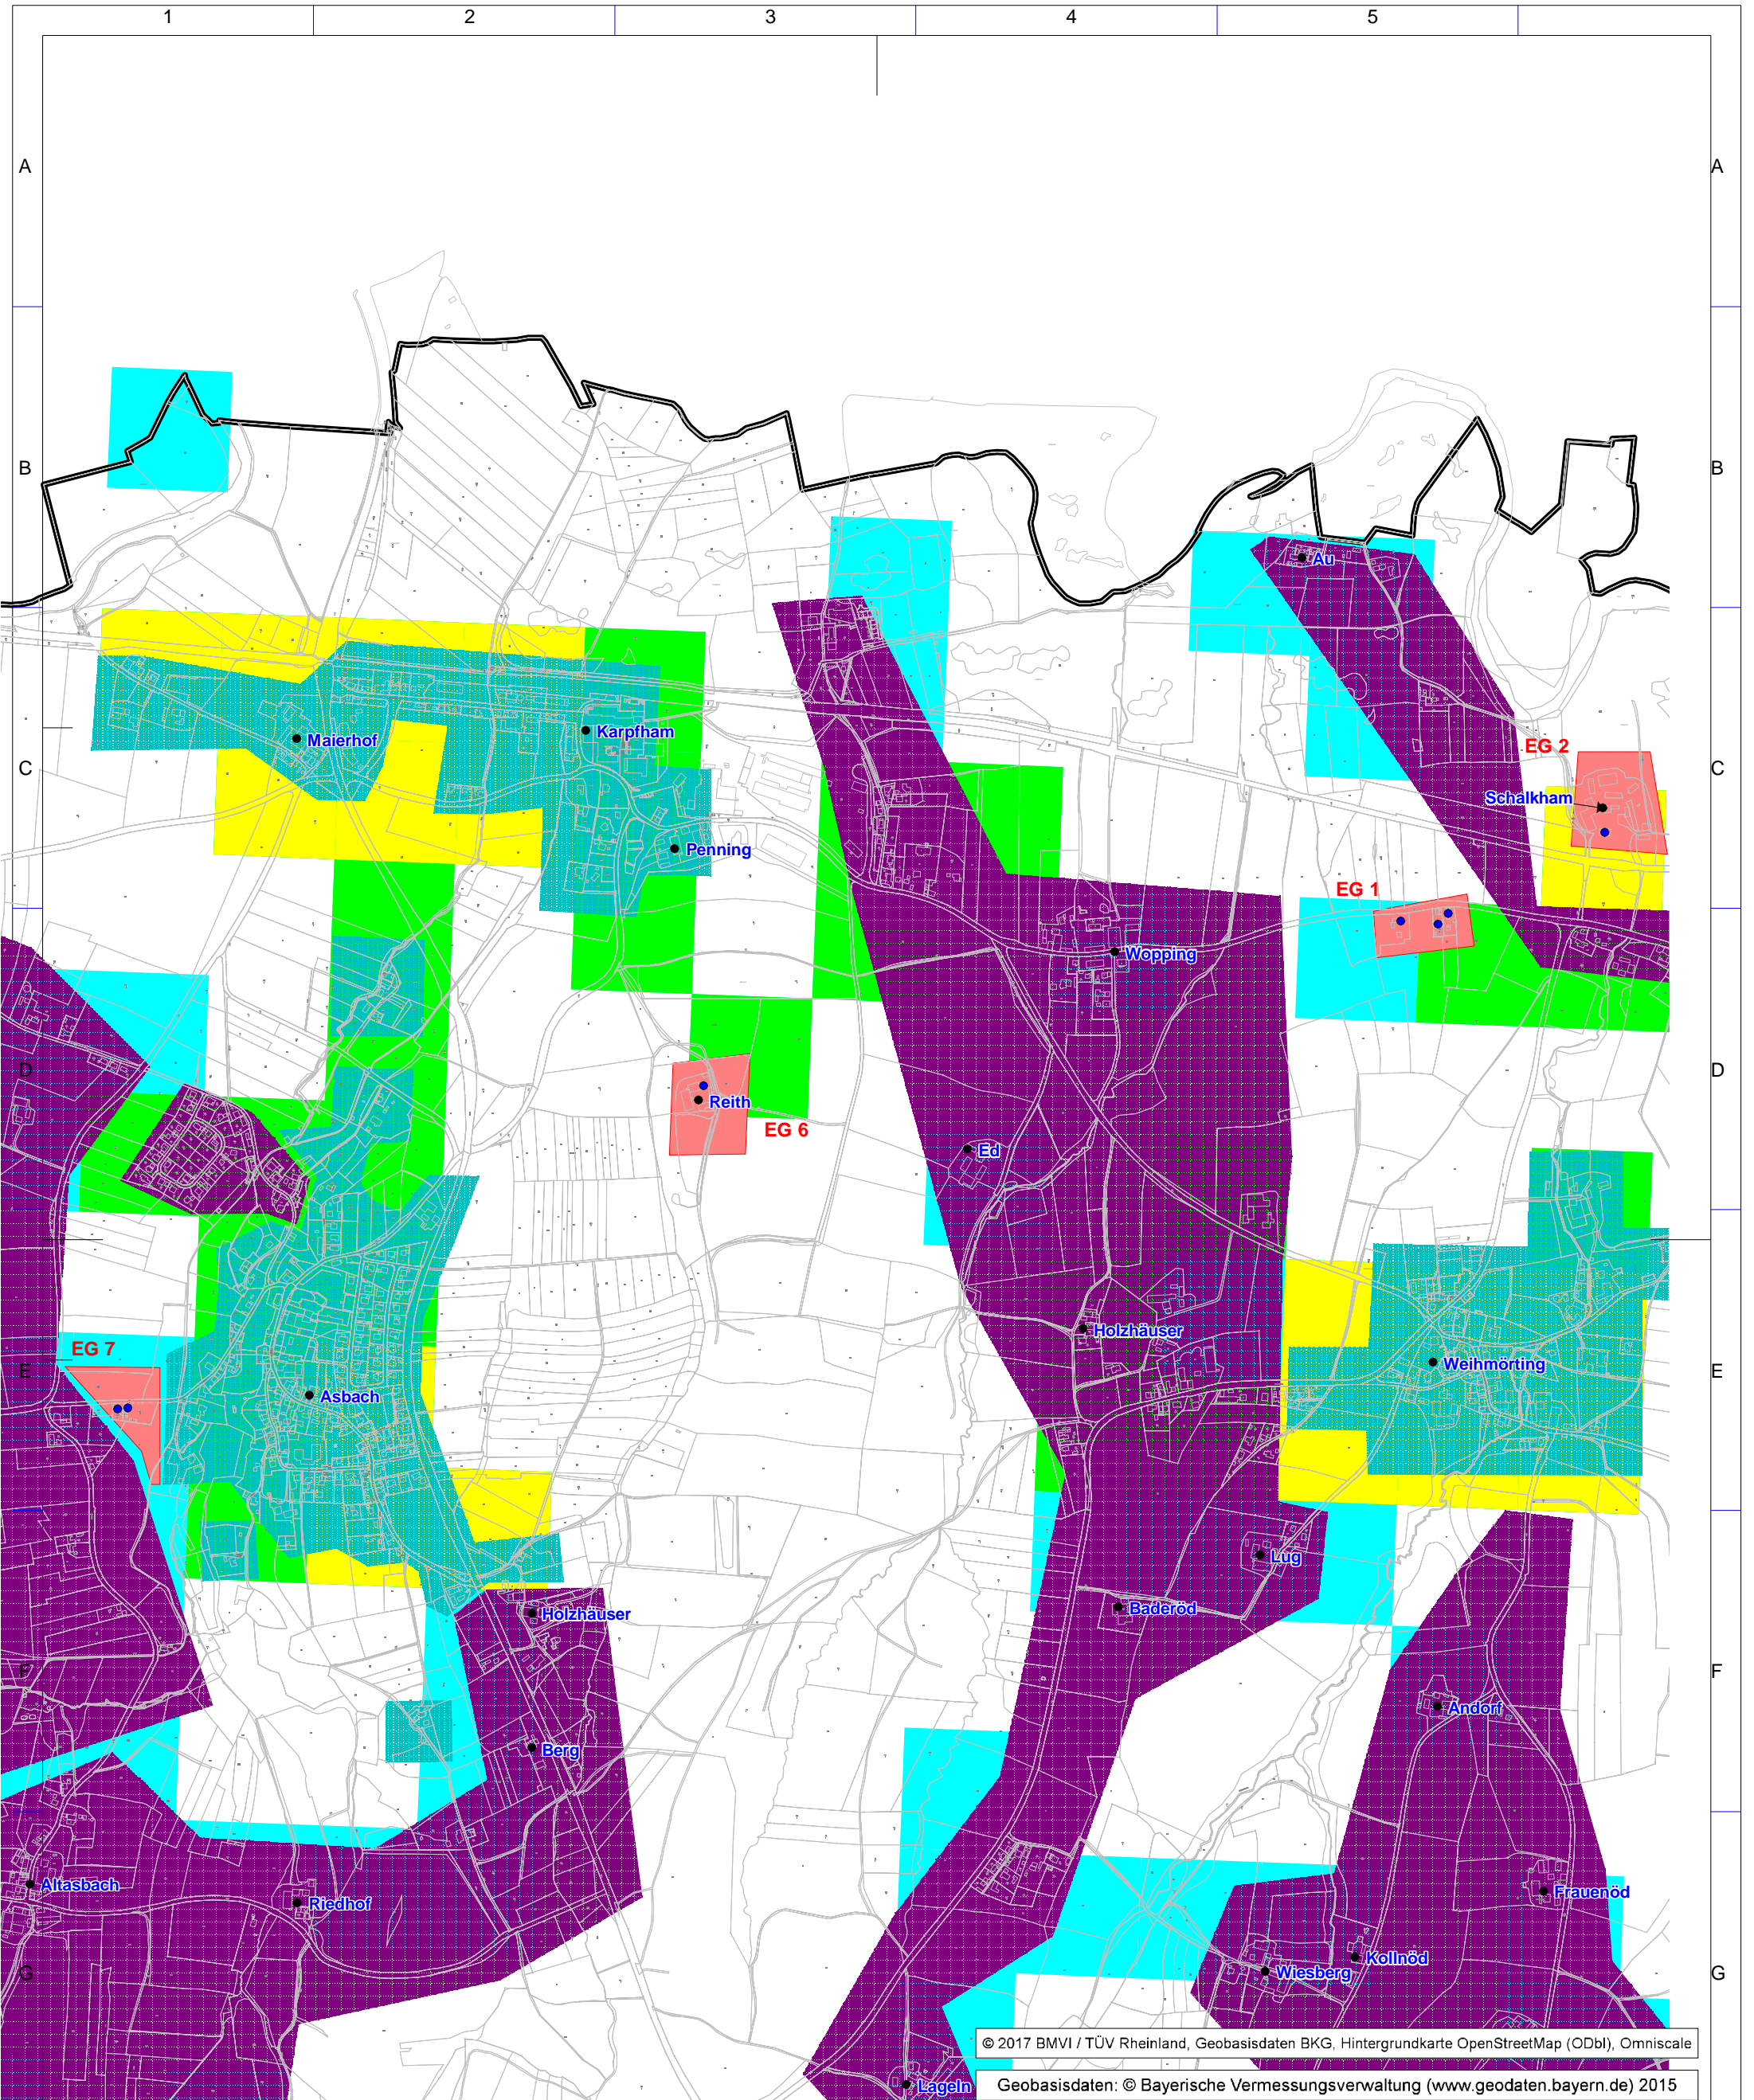 1 2 3 4 5
A A
B B
Au
EG 2
Maierhof Karpfham
C C
Schalkham
Penning
EG 1
Wopping
D D
Reith
EG 6
Ed
Holzhäuser
EG 7
Weihmörting
E E
Asbach
Lug
Baderöd
Holzhäuser
F F
Andorf
Berg
Altasbach
Frauenöd
Riedhof
Kollnöd
G G
Wiesberg
© 2017 BMVI / TÜV Rheinland, Geobasisdaten BKG, Hintergrundkarte OpenStreetMap (ODbl), Omniscale
Lageln
Geobasisdaten: © Bayerische Vermessungsverwaltung (www.geodaten.bayern.de) 2015